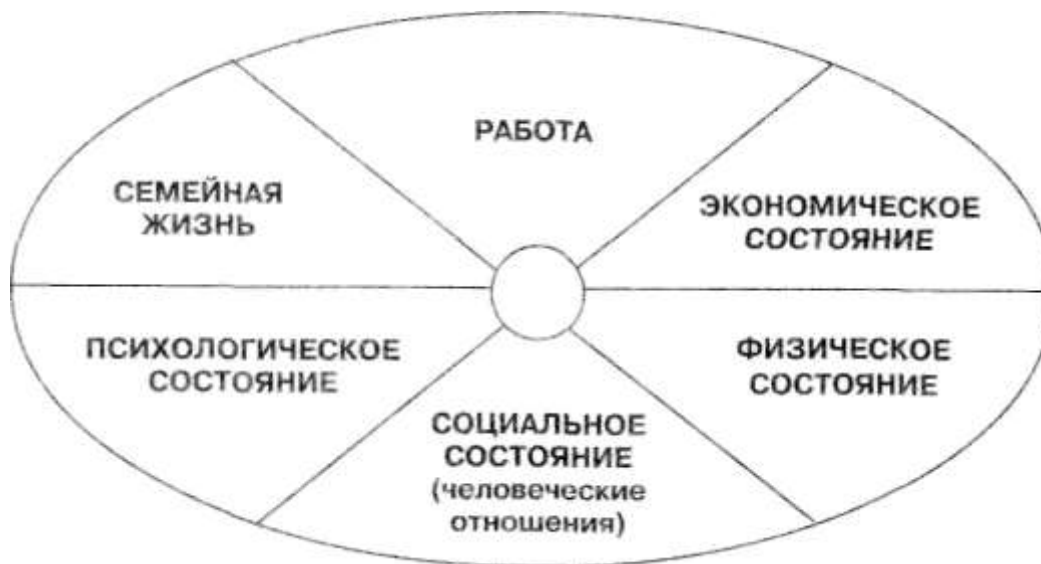 РАБОТА
СЕМЕЙНАЯ
ЖИЗНЬ
ЭКОНОМИЧЕСКОЕ
СОСТОЯНИЕ
ПСИХОЛОГИЧЕСКОЕ
СОСТОЯНИЕ
ФИЗИЧЕСКОЕ
СОСТОЯНИЕ
СОЦИАЛЬНОЕ
СОСТОЯНИЕ
(человеческие
отношения)